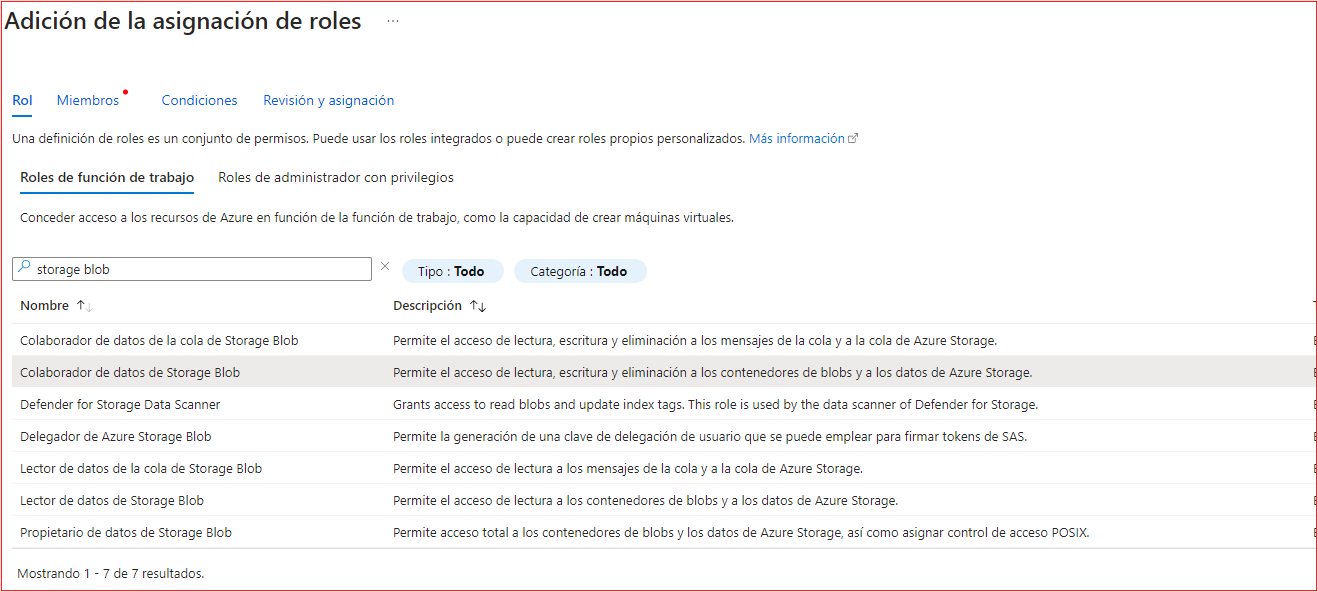 Adición de la asignación de roles ...
Rol Miembros Condiciones Revisión y asignación
Una definición de roles es un conjunto de permisos. Puede usar los roles integrados o puede crear roles propios personalizados. Más información
Roles de función de trabajo Roles de administrador con privilegios
Conceder acceso a los recursos de Azure en función de la función de trabajo, como la capacidad de crear máquinas virtuales.
storage blob Tipo : Todo Categoría : Todo
Nombre ↑↓ Descripción ↑↓
Colaborador de datos de la cola de Storage Blob Permite el acceso de lectura, escritura y eliminación a los mensajes de la cola y a la cola de Azure Storage.
Colaborador de datos de Storage Blob Permite el acceso de lectura, escritura y eliminación a los contenedores de blobs y a los datos de Azure Storage.
Defender for Storage Data Scanner Grants access to read blobs and update index tags. This role is used by the data scanner of Defender for Storage.
Delegador de Azure Storage Blob Permite la generación de una clave de delegación de usuario que se puede emplear para firmar tokens de SAS.
Lector de datos de la cola de Storage Blob Permite el acceso de lectura a los mensajes de la cola y a la cola de Azure Storage.
Lector de datos de Storage Blob Permite el acceso de lectura a los contenedores de blobs y a los datos de Azure Storage.
Propietario de datos de Storage Blob Permite acceso total a los contenedores de blobs y los datos de Azure Storage, así como asignar control de acceso POSIX.
Mostrando 1 - 7 de 7 resultados.